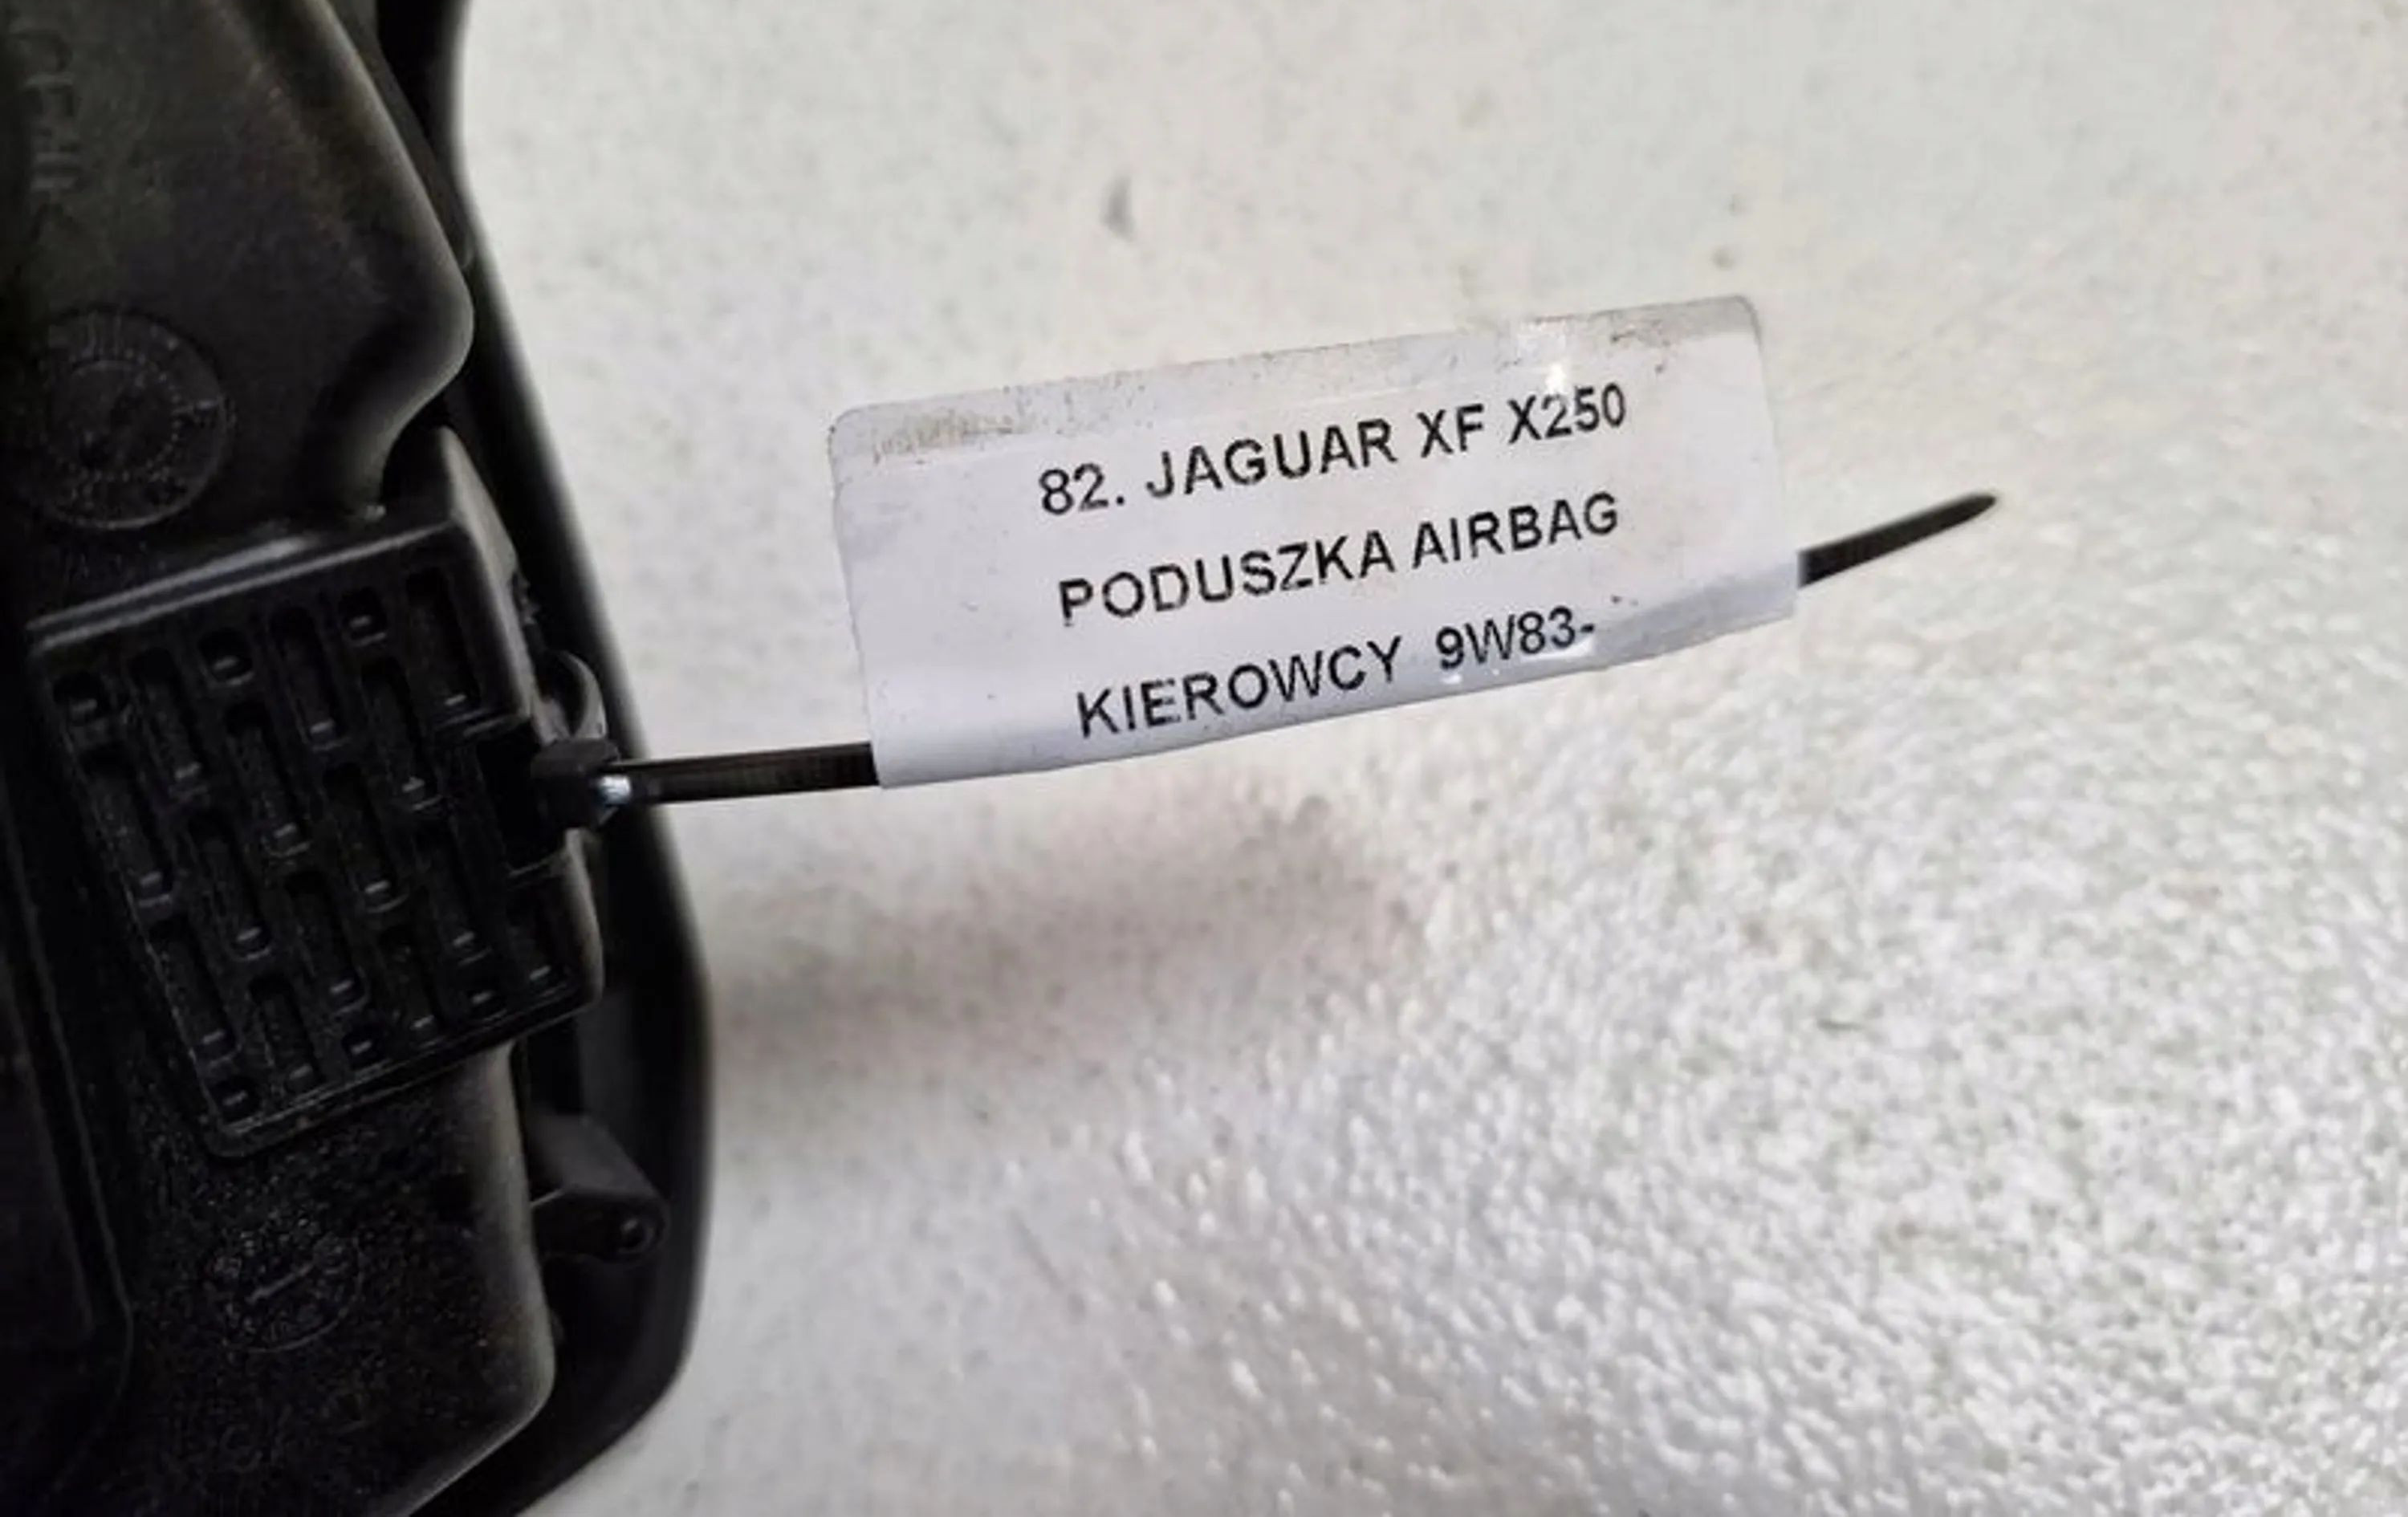 82. JAGUAR XF X250
PODUSZKA AIRBAG
KIEROWCY 9W83-